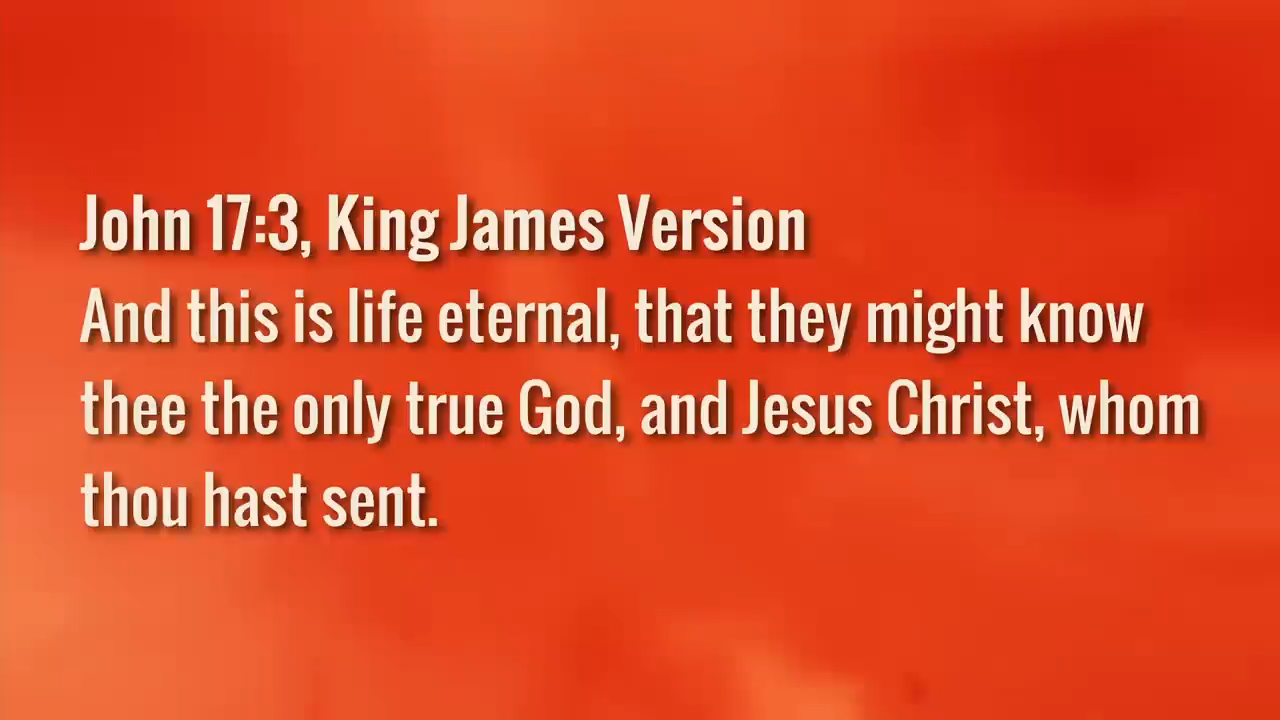 John 17:3, King James Version
And this is life eternal, that they might know
thee the only true God, and Jesus Christ, whom
thou hast sent.